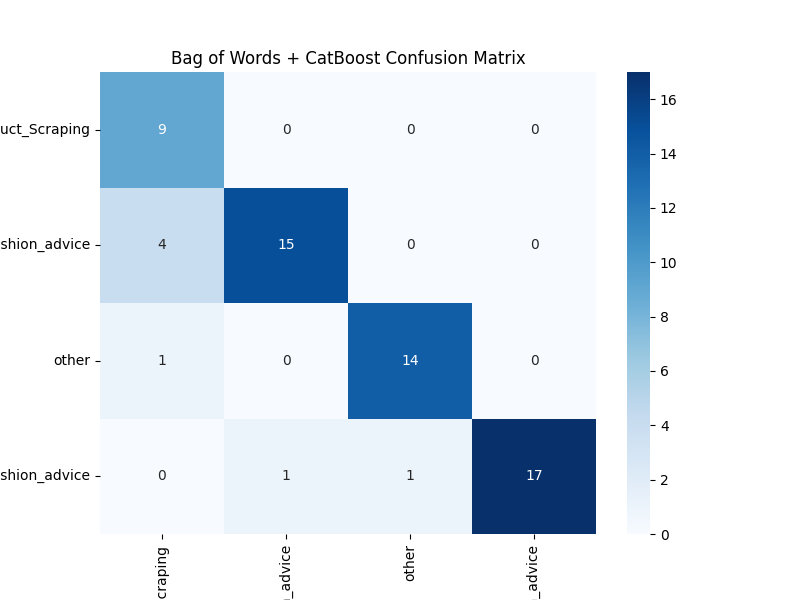 Bag of Words + CatBoost Confusion Matrix
uct_Scraping 9 0 0 0
shion_advice 4 15 0 0
other 1 0 14 0
shion_advice 0 1 1 17
craping
_advice
other
_advice
16
14
12
10
8
6
4
2
0